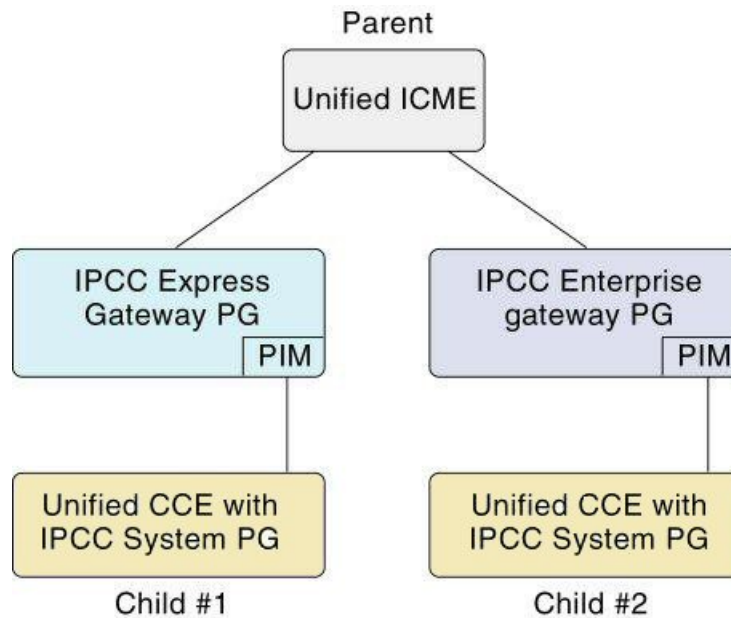 Parent
Unified ICME
IPCC Express
Gateway PG
PIM
IPCC Enterprise
gateway PG
PIM
Unified CCE with
IPCC System PG
Child #1
Unified CCE with
IPCC System PG
Child #2